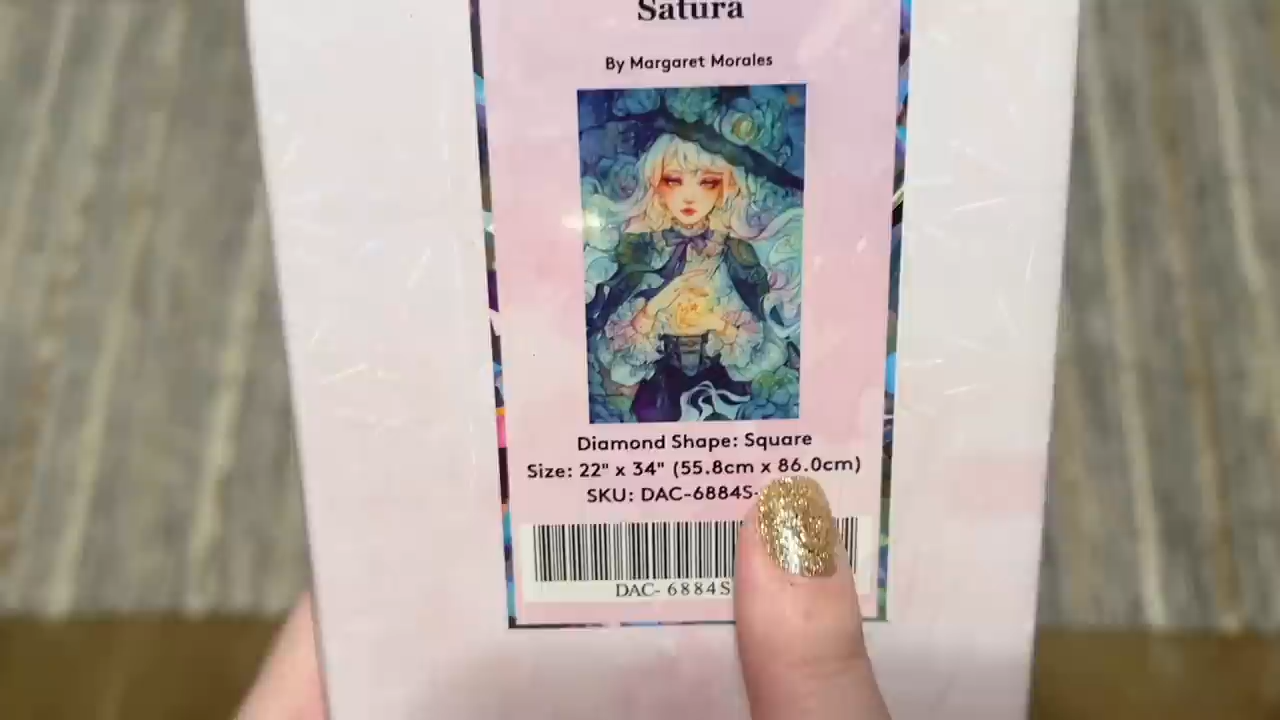 Satura
By Margaret Morales
Diamond Shape: Square
Size: 22" x 34" (55.8cm x 86.0cm)
SKU: DAC-6884S-
DAC- 6884S